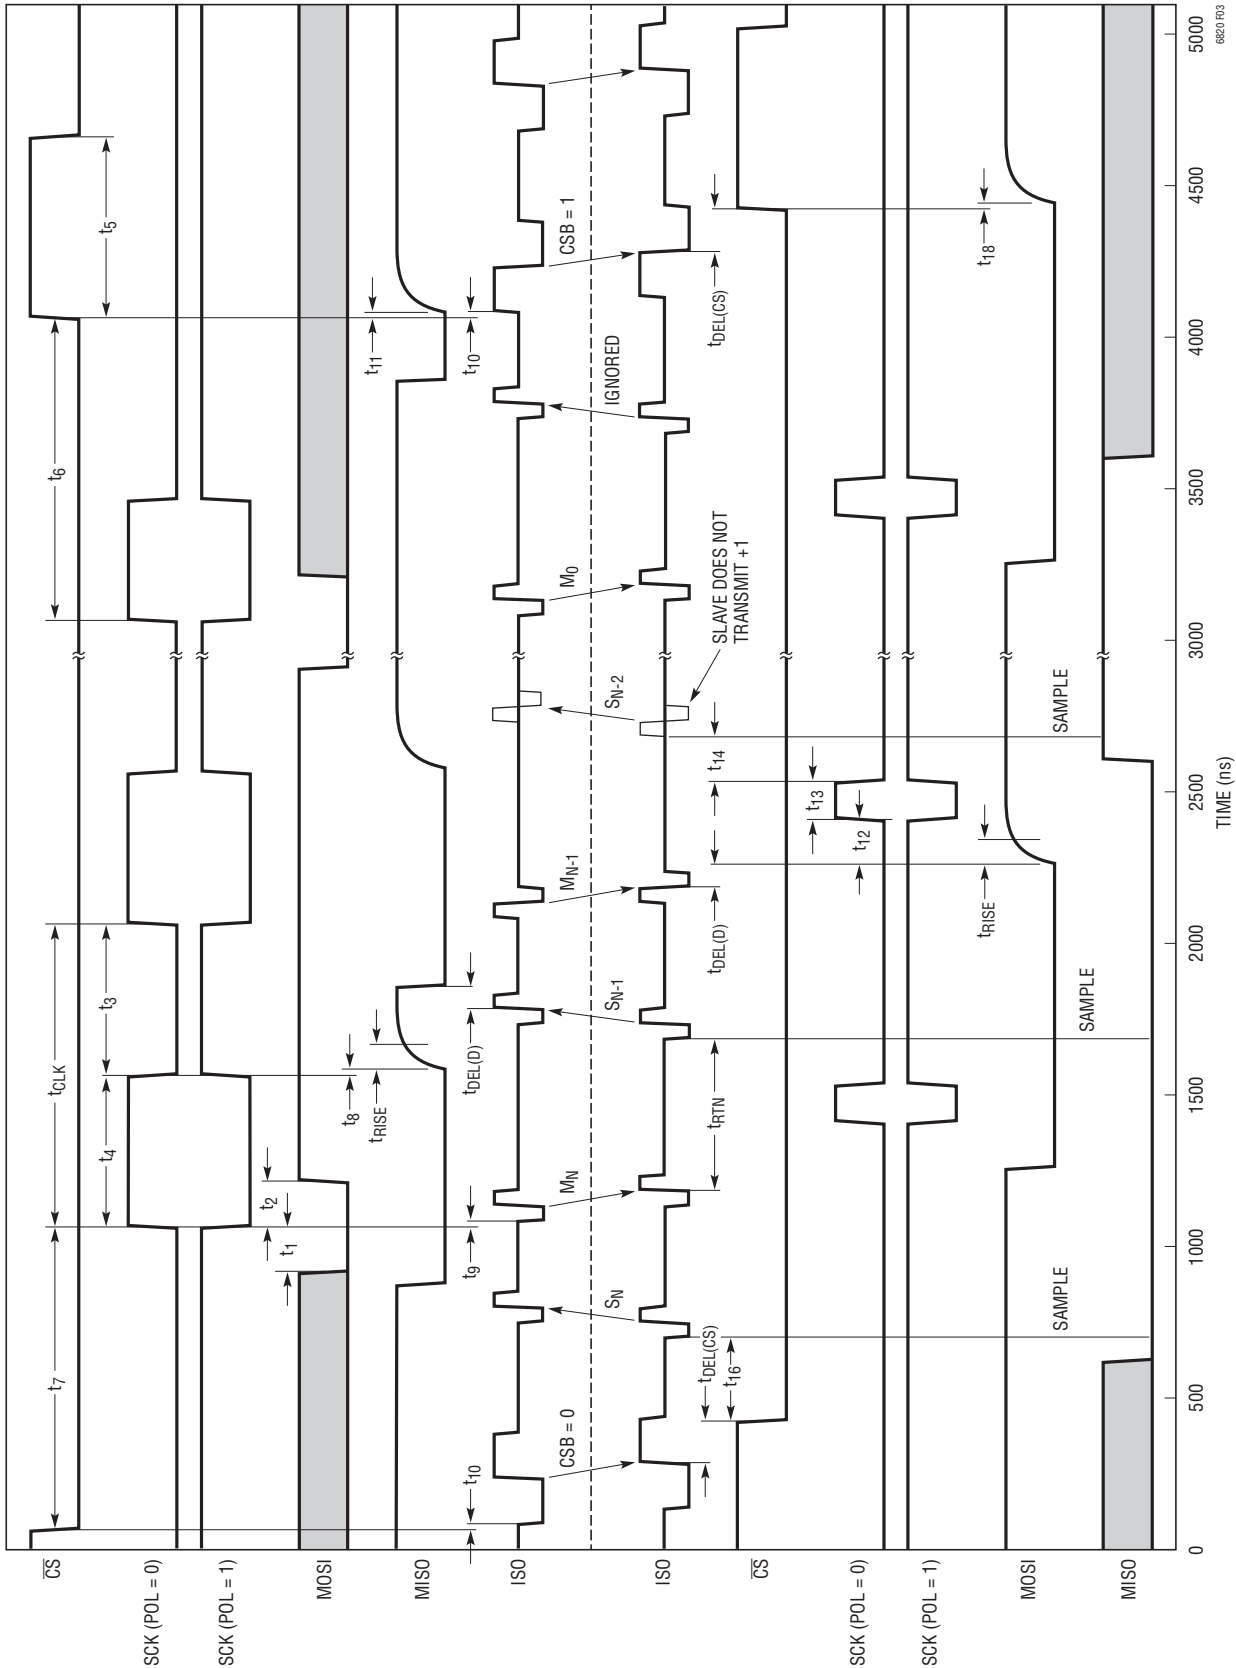 CS
SCK (POL = 0)
SCK (POL = 1)
MOSI
MISO
ISO
ISO
CS
SCK (POL = 0)
SCK (POL = 1)
MOSI
MISO
t7
tCLK
t6
t4
t3
t5
t1
t2
t8
tRISE
t11
t10
t9
tDEL(D)
t10
CSB = 0
SN
MN
SN-1
MN-1
SN-2
M0
IGNORED
CSB = 1
SLAVE DOES NOT
TRANSMIT +1
tDEL(CS)
t16
tRTN
tDEL(D)
t14
tDEL(CS)
t12
t13
tRISE
t18
SAMPLE
SAMPLE
SAMPLE
0
500
1000
1500
2000
2500
3000
3500
4000
4500
5000
TIME (ns)
6820 F03